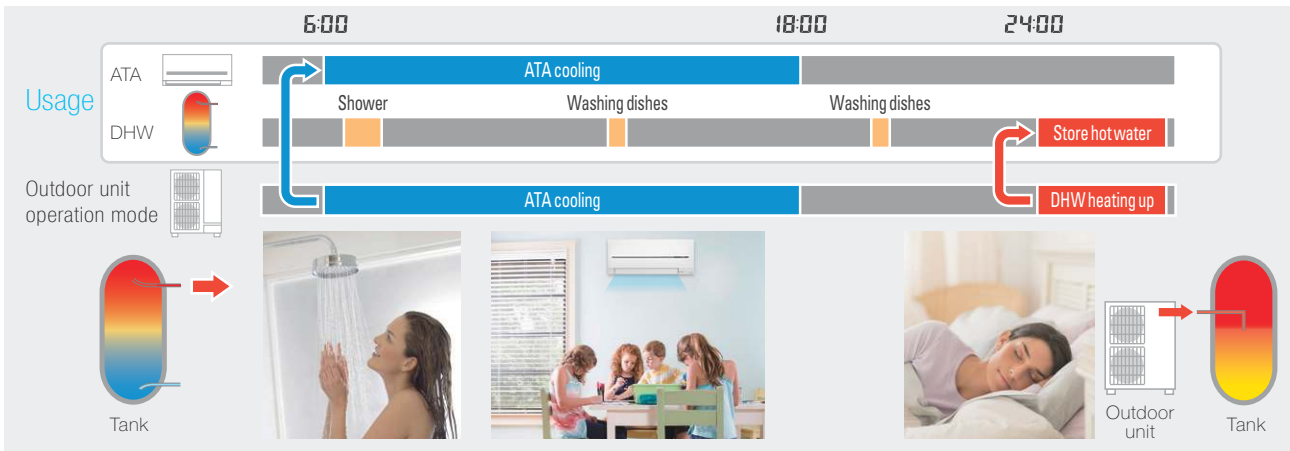 6:00 18:00 24:00
Usage
ATA
ATA cooling
Shower Washing dishes Washing dishes
DHW
Store hot water
Outdoor unit
operation mode
ATA cooling
DHW heating up
Tank
Outdoor
unit
Tank